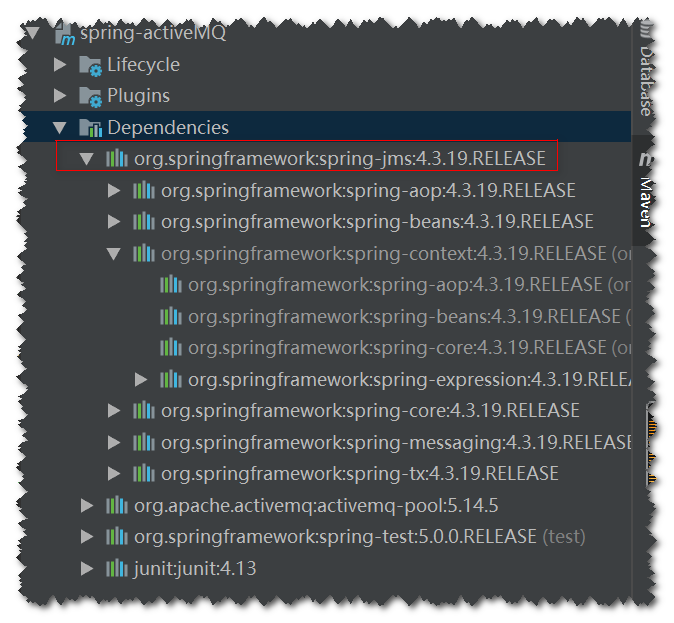 spring-activeMQ
Lifecycle
Plugins
Dependencies
org.springframework:spring-jms:4.3.19.RELEASE
org.springframework:spring-aop:4.3.19.RELEASE
org.springframework:spring-beans:4.3.19.RELEASE
org.springframework:spring-context:4.3.19.RELEASE (o
org.springframework:spring-aop:4.3.19.RELEASE (o
org.springframework:spring-beans:4.3.19.RELEASE (
org.springframework:spring-core:4.3.19.RELEASE (o
org.springframework:spring-expression:4.3.19.RELE
org.springframework:spring-core:4.3.19.RELEASE
org.springframework:spring-messaging:4.3.19.RELEASE
org.springframework:spring-tx:4.3.19.RELEASE
org.apache.activemq:activemq-pool:5.14.5
org.springframework:spring-test:5.0.0.RELEASE (test)
junit:junit:4.13
Database
m Maven